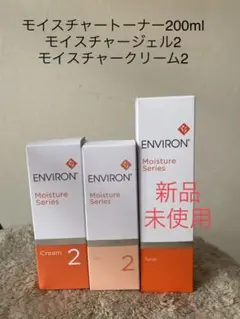 モイスチャートーナー200ml
モイスチャージェル2
モイスチャークリーム2
ENVIRON
Moisture
Series
Cream 2
ENVIRON
Moisture
Series
2
ENVIRON
Moisture
Series
Toner
新品
未使用